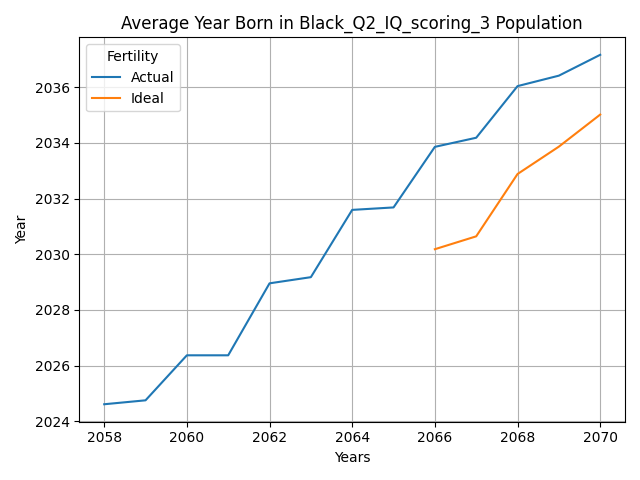 Average Year Born in Black_Q2_IQ_scoring_3 Population
Fertility
Actual
Ideal
2036
2034
2032
2030
2028
2026
2024
Year
2058 2060 2062 2064 2066 2068 2070
Years